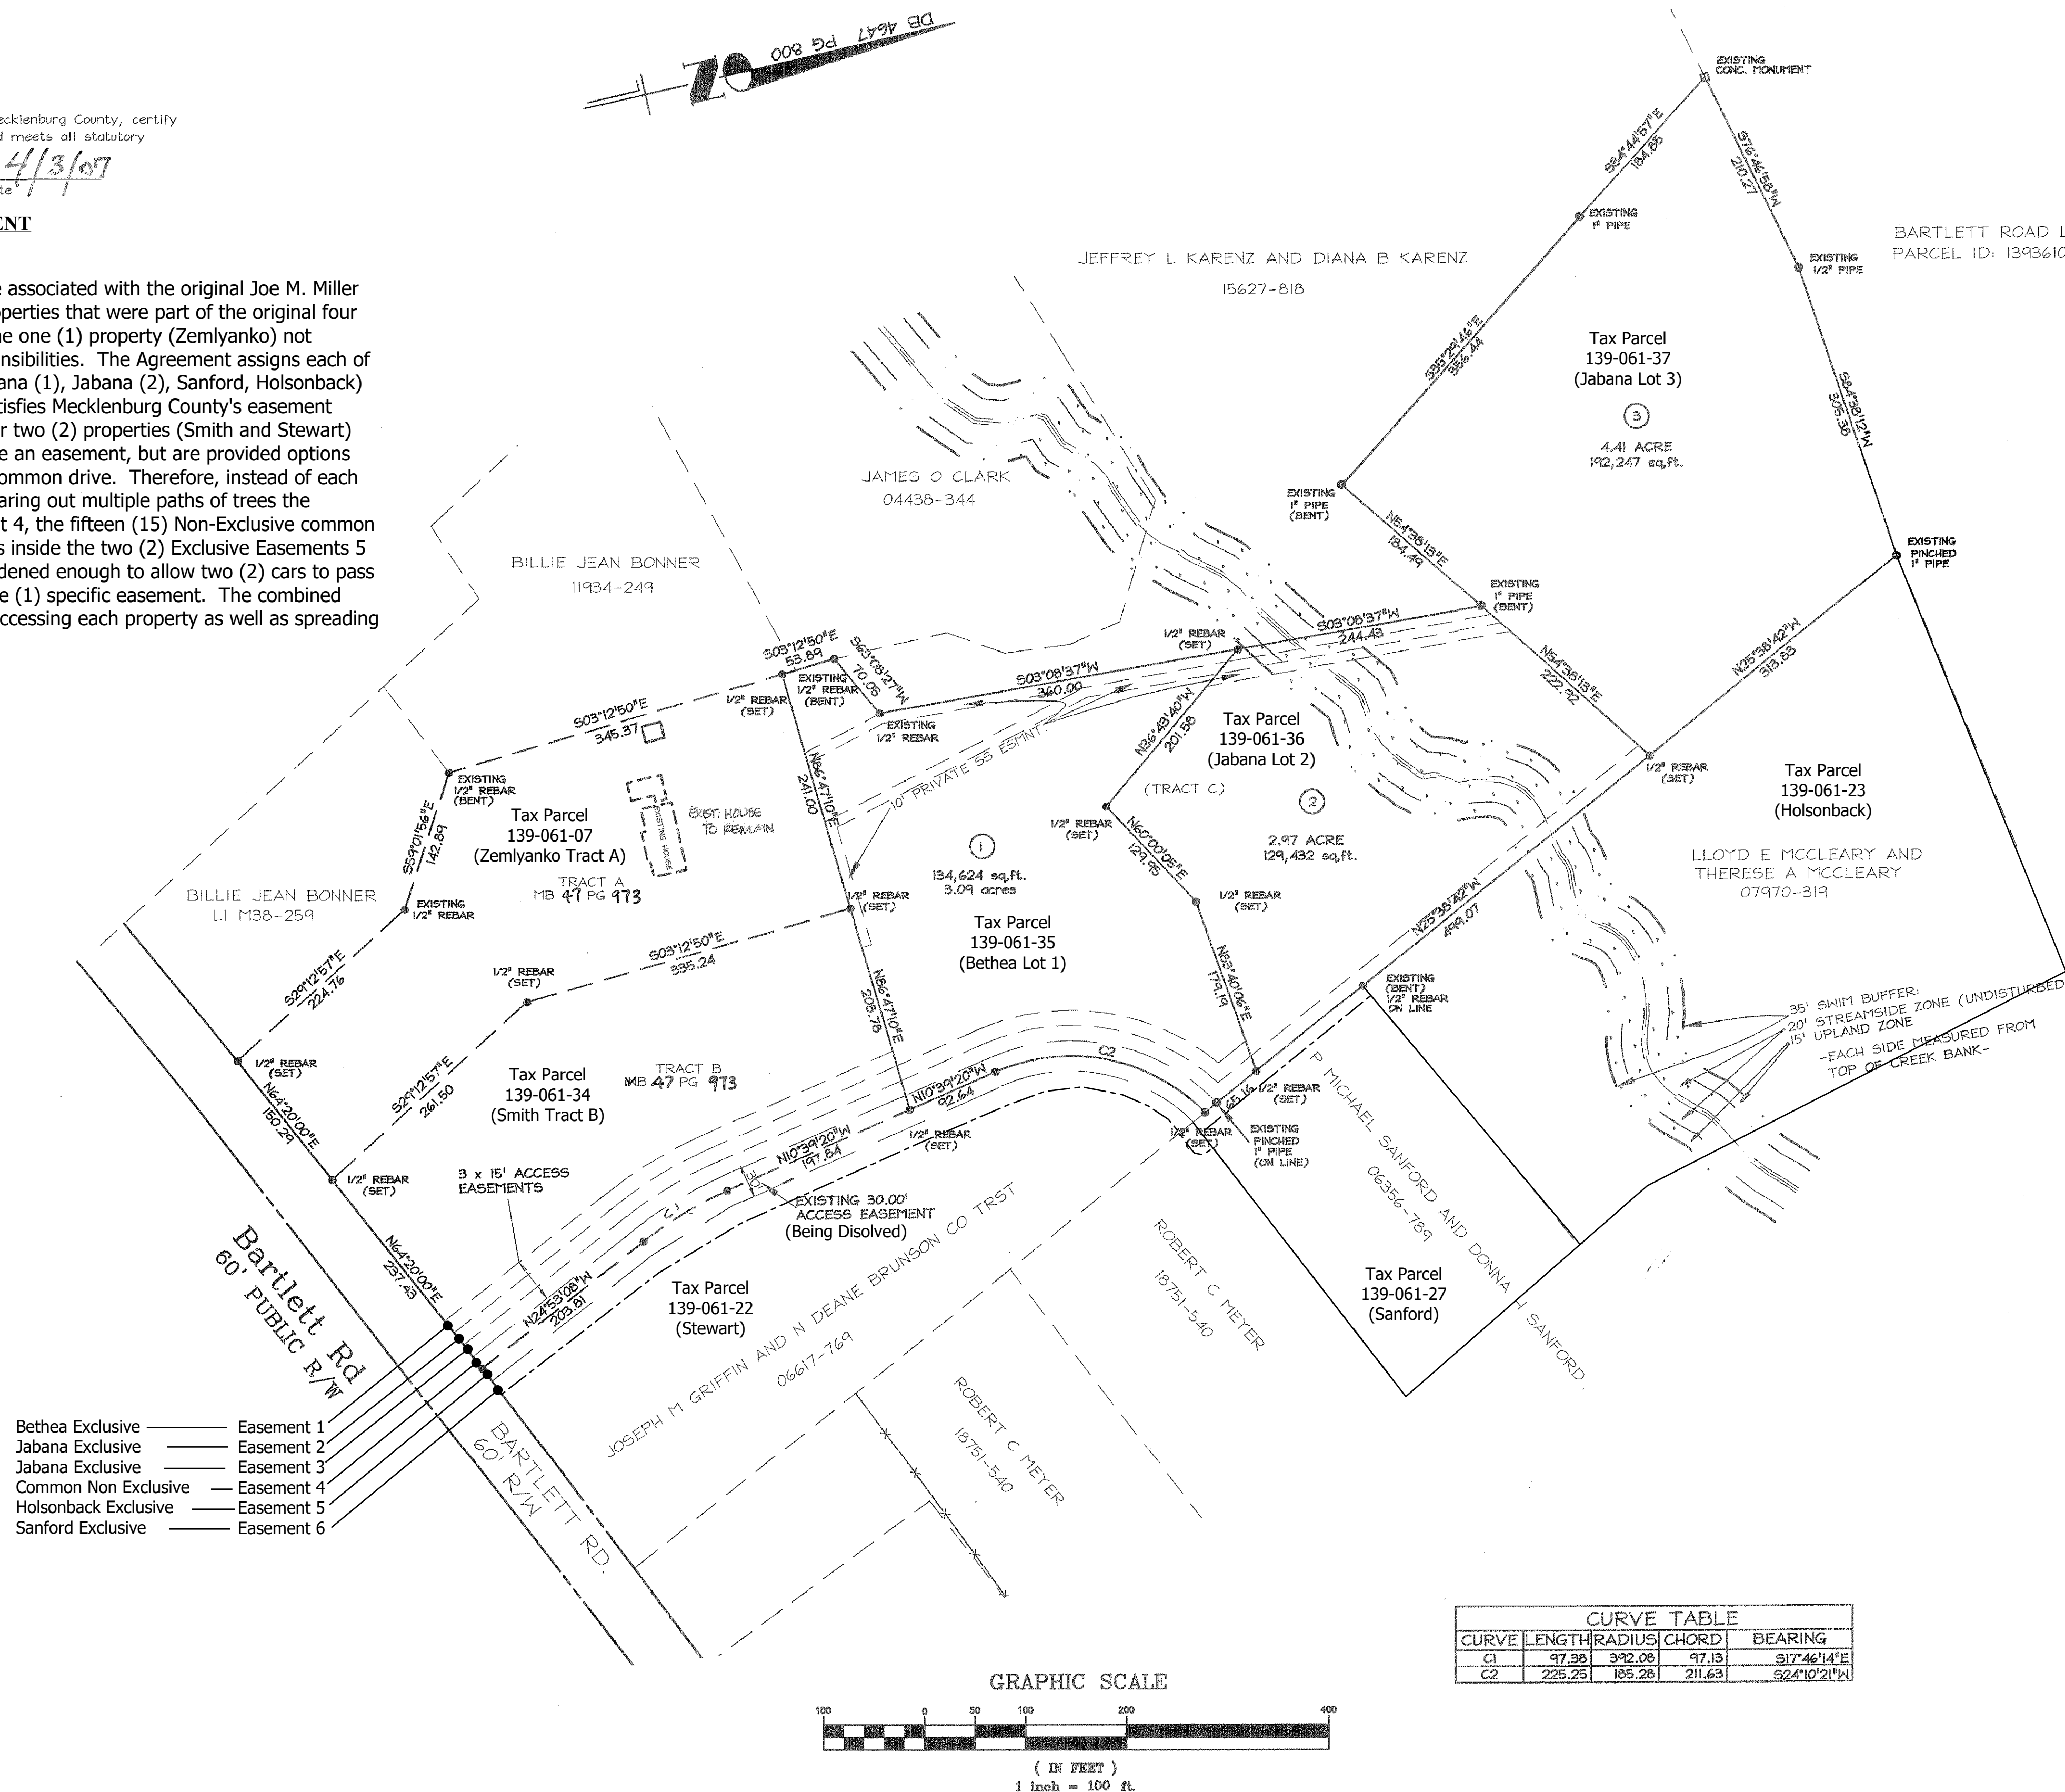 DB 4647 PG 800
N
ecklenburg County, certify
d meets all statutory
4/3/07
te
ENT
e associated with the original Joe M. Miller
operties that were part of the original four
he one (1) property (Zemlyanko) not
onsibilities. The Agreement assigns each of
ana (1), Jabana (2), Sanford, Holsonback)
tisfies Mecklenburg County's easement
r two (2) properties (Smith and Stewart)
e an easement, but are provided options
ommon drive. Therefore, instead of each
aring out multiple paths of trees the
t 4, the fifteen (15) Non-Exclusive common
s inside the two (2) Exclusive Easements 5
dened enough to allow two (2) cars to pass
e (1) specific easement. The combined
ccessing each property as well as spreading
EXISTING
CONC. MONUMENT
S34°44'57"E
184.85
S76°46'58"W
210.27
EXISTING
1" PIPE
EXISTING
1/2" PIPE
BARTLETT ROAD L
PARCEL ID: 1393610
JEFFREY L KARENZ AND DIANA B KARENZ
15627-818
S35°29'46"E
356.44
Tax Parcel
139-061-37
(Jabana Lot 3)
3
4.41 ACRE
192,247 sq.ft.
S84°38'12"W
305.38
JAMES O CLARK
04438-344
EXISTING
1" PIPE
(BENT)
N54°38'13"E
184.49
EXISTING
PINCHED
1" PIPE
BILLIE JEAN BONNER
11934-249
EXISTING
1" PIPE
(BENT)
S03°08'37"W
244.43
1/2" REBAR
(SET)
N54°38'13"E
222.92
N25°38'42"W
313.83
S03°12'50"E
53.89
S63°08'27"W
70.05
EXISTING
1/2" REBAR
(BENT)
1/2" REBAR
(SET)
S03°08'37"W
360.00
EXISTING
1/2" REBAR
S03°12'50"E
345.37
N36°43'40"W
201.58
Tax Parcel
139-061-36
(Jabana Lot 2)
(TRACT C)
2
2.97 ACRE
129,432 sq.ft.
1/2" REBAR
(SET)
Tax Parcel
139-061-23
(Holsonback)
LLOYD E MCCLEARY AND
THERESE A MCCLEARY
07970-319
EXISTING
1/2" REBAR
(BENT)
S59°01'56"E
142.89
Tax Parcel
139-061-07
(Zemlyanko Tract A)
TRACT A
MB 47 PG 973
EXISTING HOUSE
EXIST. HOUSE
TO REMAIN
N86°47'10"E
241.00
10' PRIVATE SS ESMNT.
1/2" REBAR
(SET)
N60°00'05"E
129.95
1
134,624 sq.ft.
3.09 acres
Tax Parcel
139-061-35
(Bethea Lot 1)
BILLIE JEAN BONNER
LI M38-259
EXISTING
1/2" REBAR
1/2" REBAR
(SET)
1/2" REBAR
(SET)
N25°38'42"W
499.07
S29°12'57"E
224.76
1/2" REBAR
(SET)
S03°12'50"E
335.24
N86°47'10"E
208.78
N83°40'06"E
179.19
EXISTING
(BENT)
1/2" REBAR
ON LINE
35' SWIM BUFFER:
20' STREAMSIDE ZONE (UNDISTURBED
15' UPLAND ZONE
-EACH SIDE MEASURED FROM
TOP OF CREEK BANK-
1/2" REBAR
(SET)
N64°20'00"E
150.29
S29°12'57"E
261.50
Tax Parcel
139-061-34
(Smith Tract B)
TRACT B
MB 47 PG 973
C2
N10°39'20"W
92.64
65.16
1/2" REBAR
(SET)
1/2" REBAR
(SET)
1/2" REBAR
(SET)
EXISTING
PINCHED
1" PIPE
(ON LINE)
P MICHAEL SANFORD AND DONNA H SANFORD
06356-789
1/2" REBAR
(SET)
3 x 15' ACCESS
EASEMENTS
N10°39'20"W
197.84
30'
EXISTING 30.00'
ACCESS EASEMENT
(Being Disolved)
C1
N64°20'00"E
237.43
N24°53'08"W
203.81
Bartlett Rd
60' PUBLIC R/W
Tax Parcel
139-061-22
(Stewart)
JOSEPH M GRIFFIN AND N DEANE BRUNSON CO TRST
06617-769
ROBERT C MEYER
18751-540
Tax Parcel
139-061-27
(Sanford)
ROBERT C MEYER
18751-540
BARTLETT RD.
60' R/W
Bethea Exclusive Easement 1
Jabana Exclusive Easement 2
Jabana Exclusive Easement 3
Common Non Exclusive Easement 4
Holsonback Exclusive Easement 5
Sanford Exclusive Easement 6
CURVE TABLE
CURVE LENGTH RADIUS CHORD BEARING
C1 97.38 392.08 97.13 S17°46'14"E
C2 225.25 185.28 211.63 S24°10'21"W
GRAPHIC SCALE
100 0 50 100 200 400
( IN FEET )
1 inch = 100 ft.